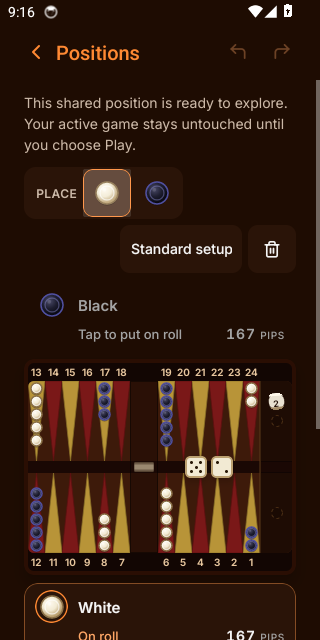 9:16
Positions
This shared position is ready to explore.
Your active game stays untouched until
you choose Play.
PLACE
Standard setup
Black
Tap to put on roll 167 PIPS
13 14 15 16 17 18 19 20 21 22 23 24
2
12 11 10 9 8 7 6 5 4 3 2 1
White
On roll 167 PIPS